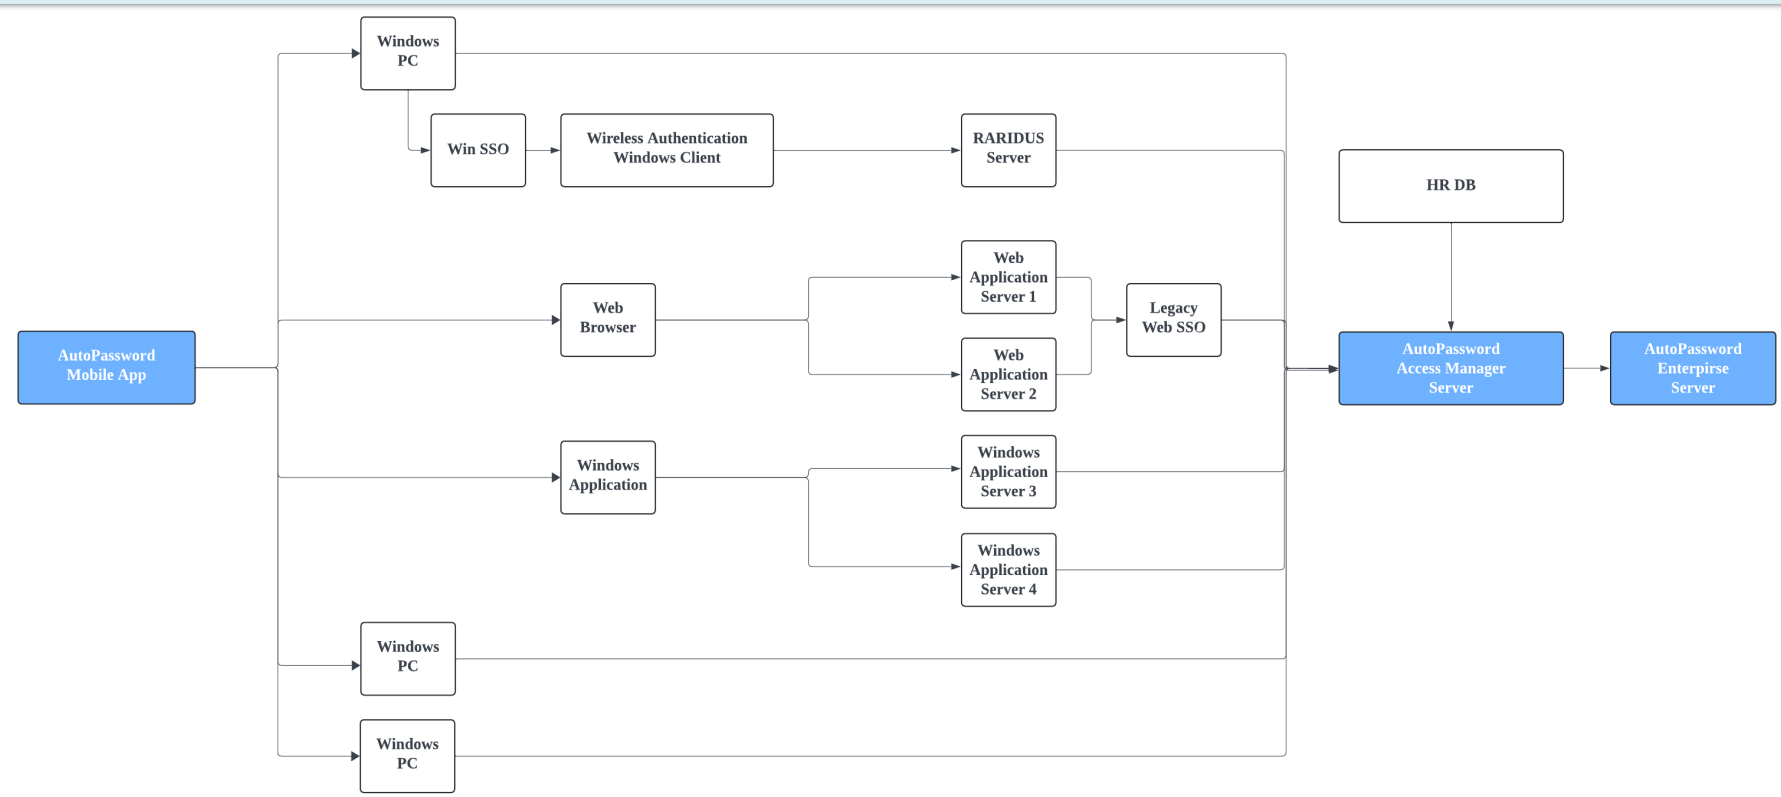 Windows
PC
Win SSO
Wireless Authentication
Windows Client
RARIDUS
Server
HR DB
Web
Browser
Web
Application
Server 1
Web
Application
Server 2
Legacy
Web SSO
AutoPassword
Mobile App
AutoPassword
Access Manager
Server
AutoPassword
Enterpirse
Server
Windows
Application
Windows
Application
Server 3
Windows
Application
Server 4
Windows
PC
Windows
PC